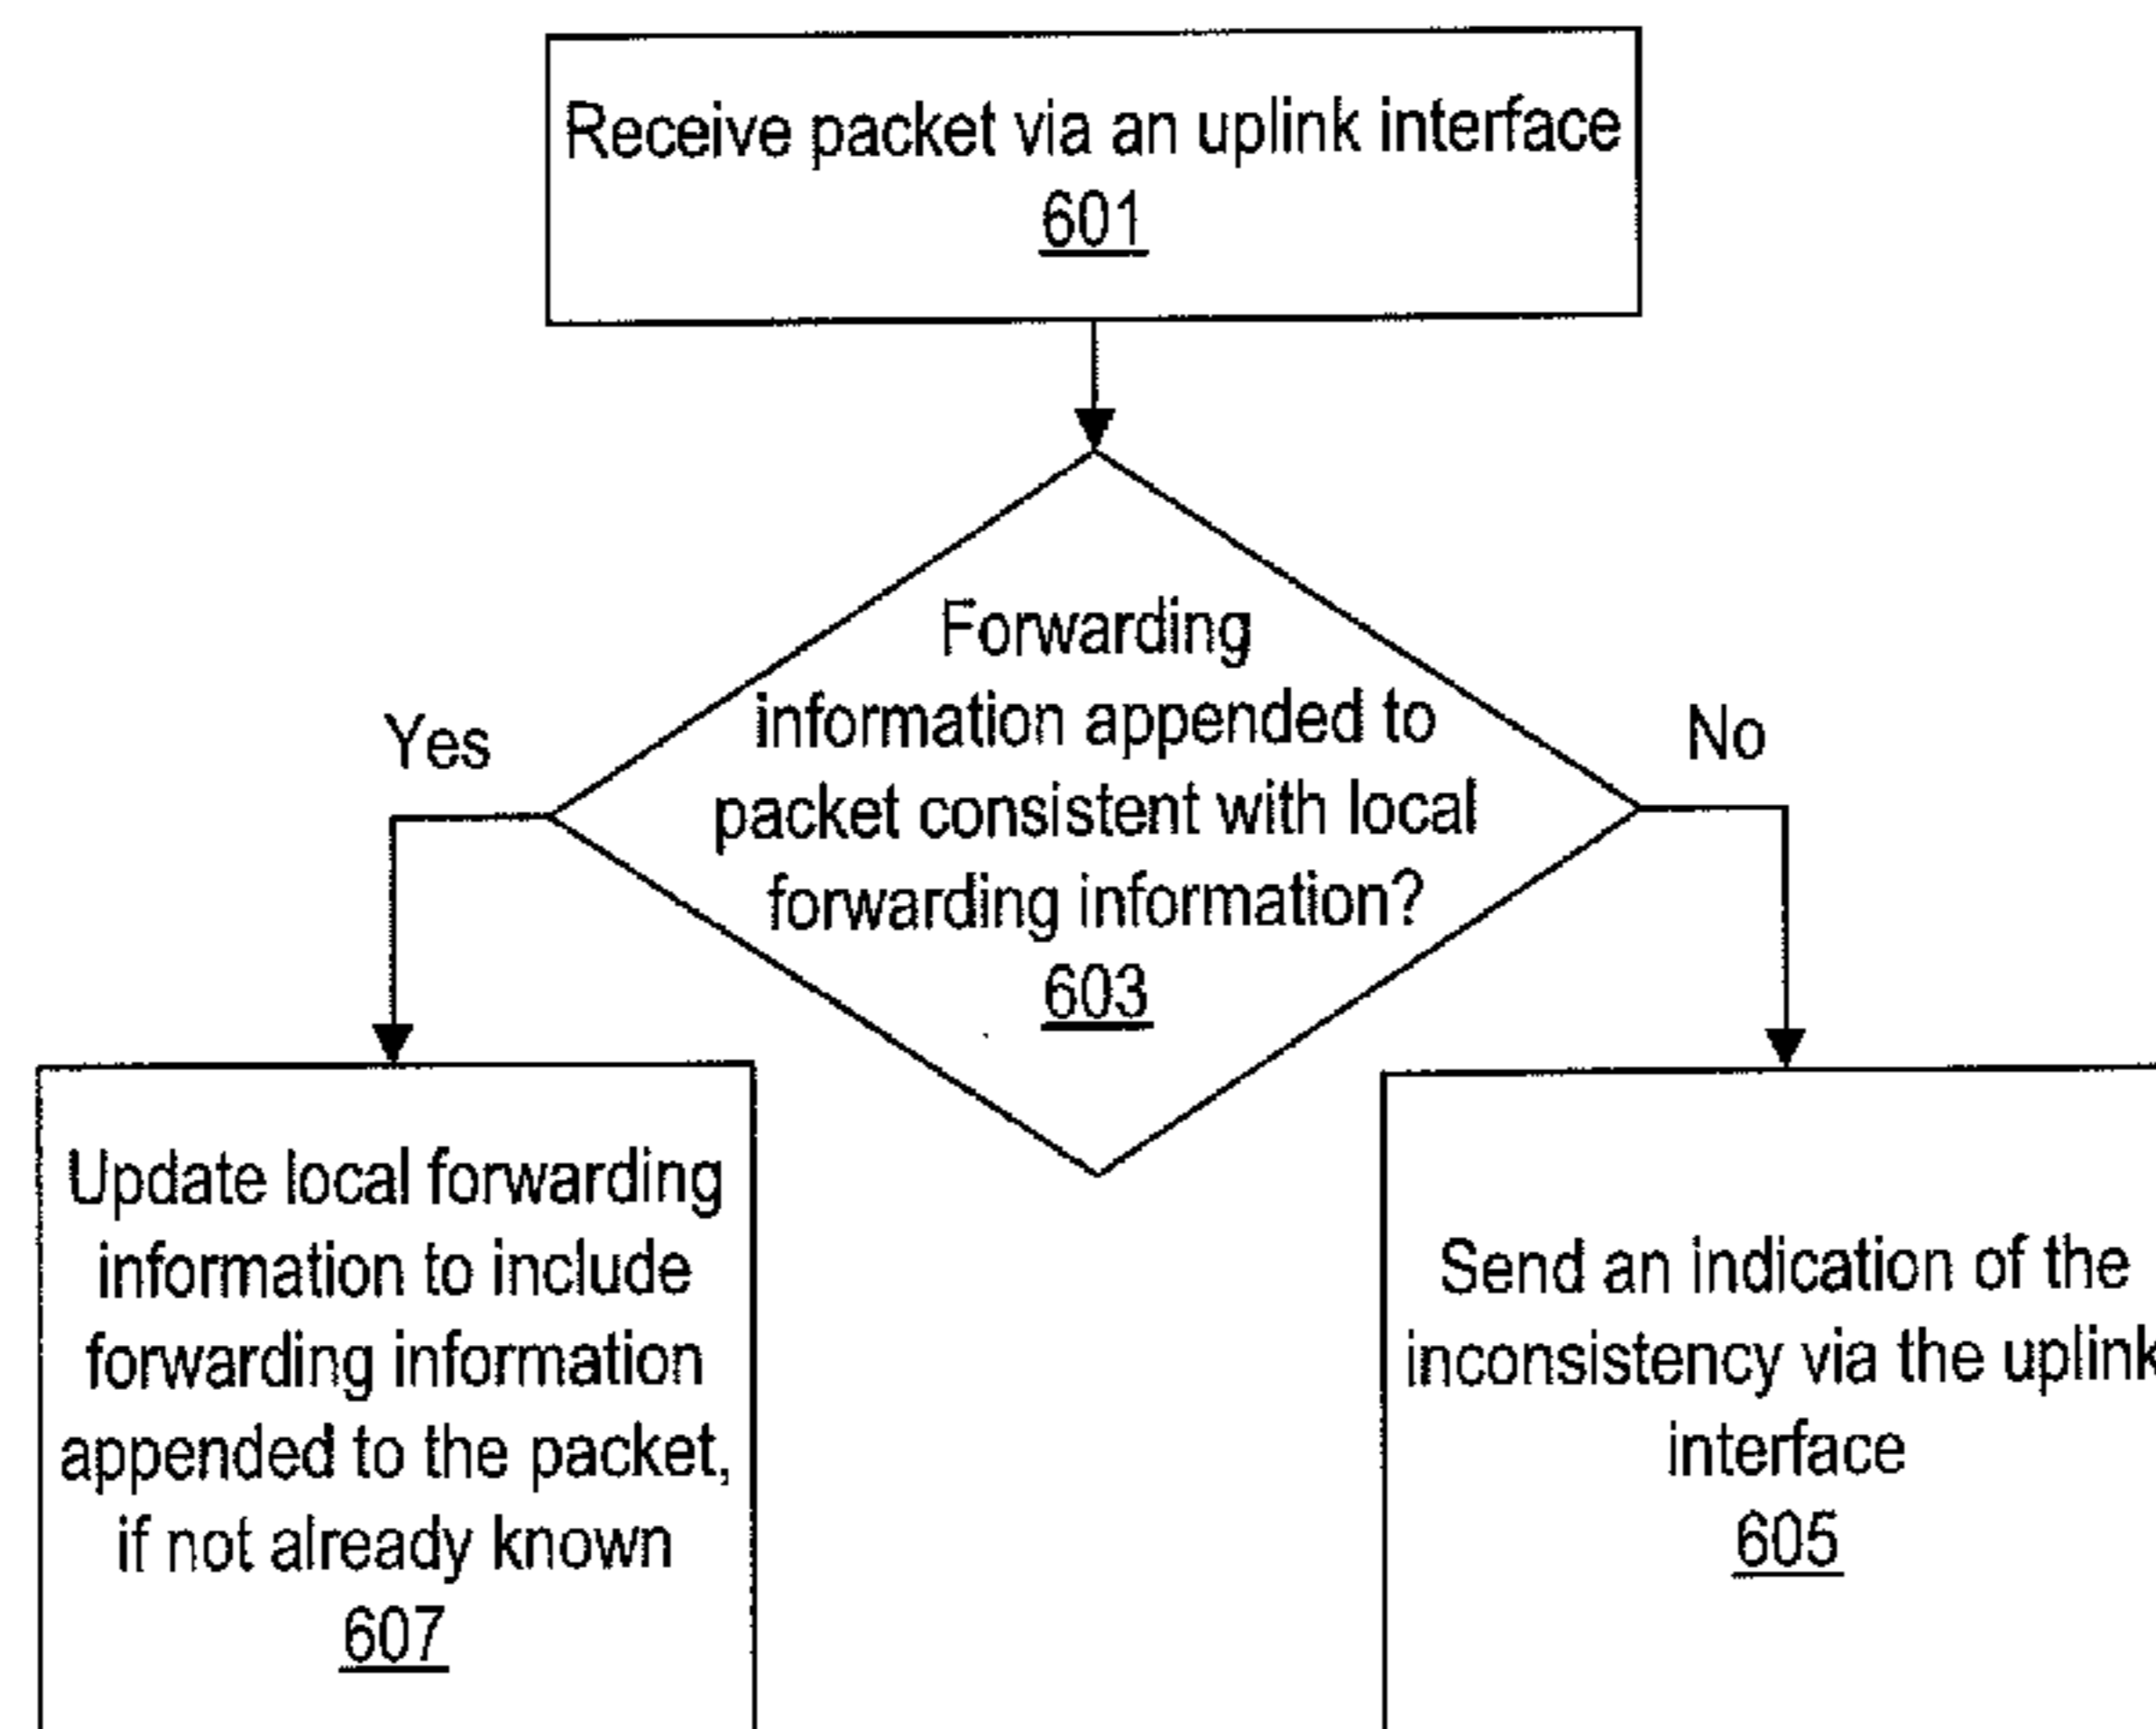 Receive packet via an uplink interface
601
Forwarding
information appended to
packet consistent with local
forwarding information?
603
Yes
No
Update local forwarding
information to include
forwarding information
appended to the packet,
if not already known
607
Send an indication of the
inconsistency via the uplink
interface
605